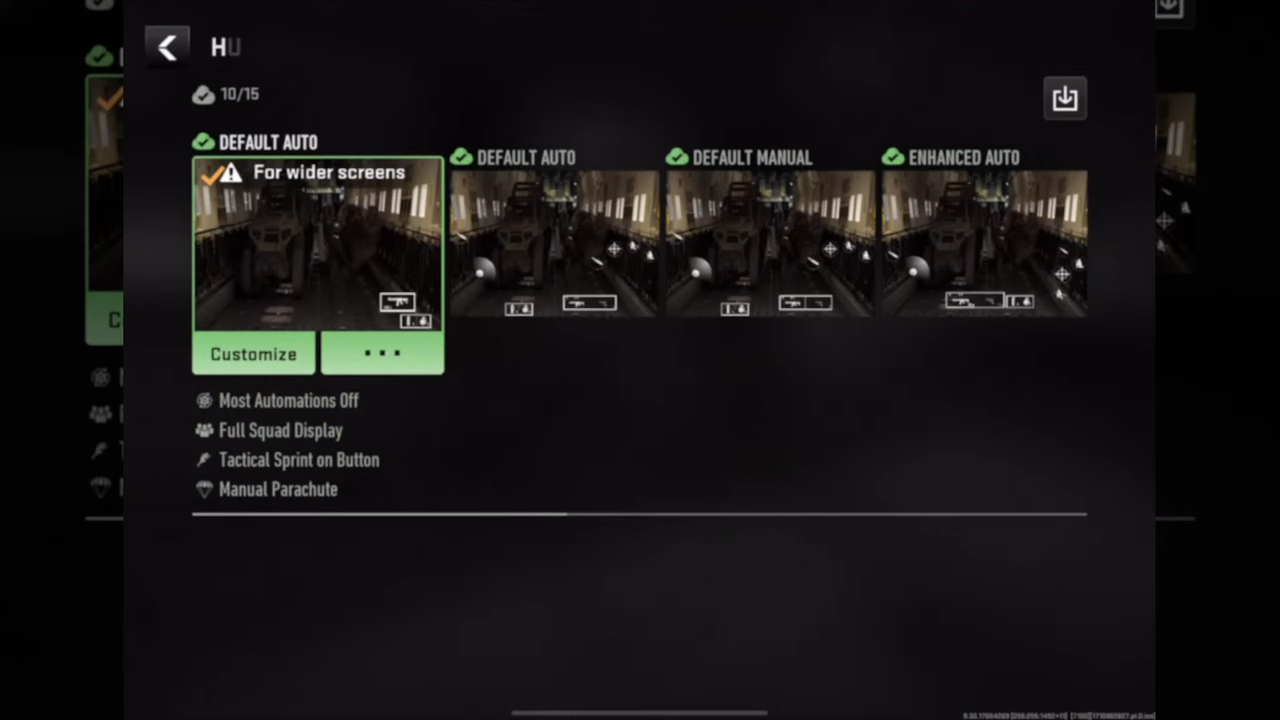 HU
10/15
DEFAULT AUTO
For wider screens
DEFAULT AUTO
DEFAULT MANUAL
ENHANCED AUTO
Customize
...
Most Automations Off
Full Squad Display
Tactical Sprint on Button
Manual Parachute